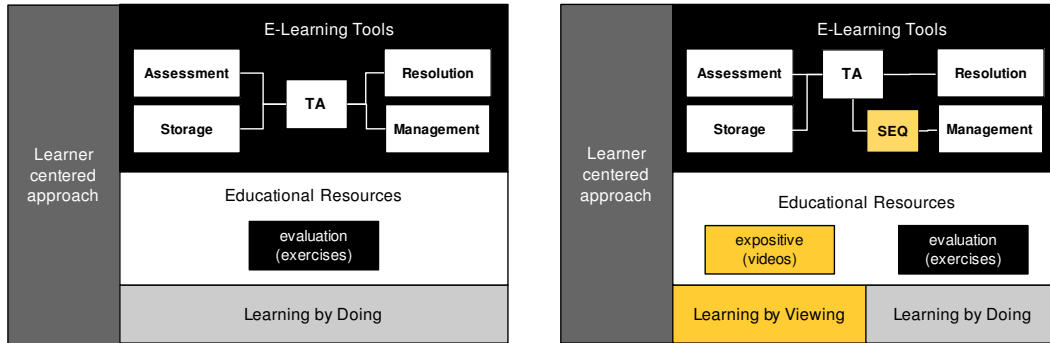 E-Learning Tools
Assessment
Resolution
TA
Storage
Management
Learner
centered
approach
Educational Resources
evaluation
(exercises)
Learning by Doing
E-Learning Tools
Assessment
TA
Resolution
Storage
SEQ
Management
Learner
centered
approach
Educational Resources
expositive
(videos)
evaluation
(exercises)
Learning by Viewing
Learning by Doing